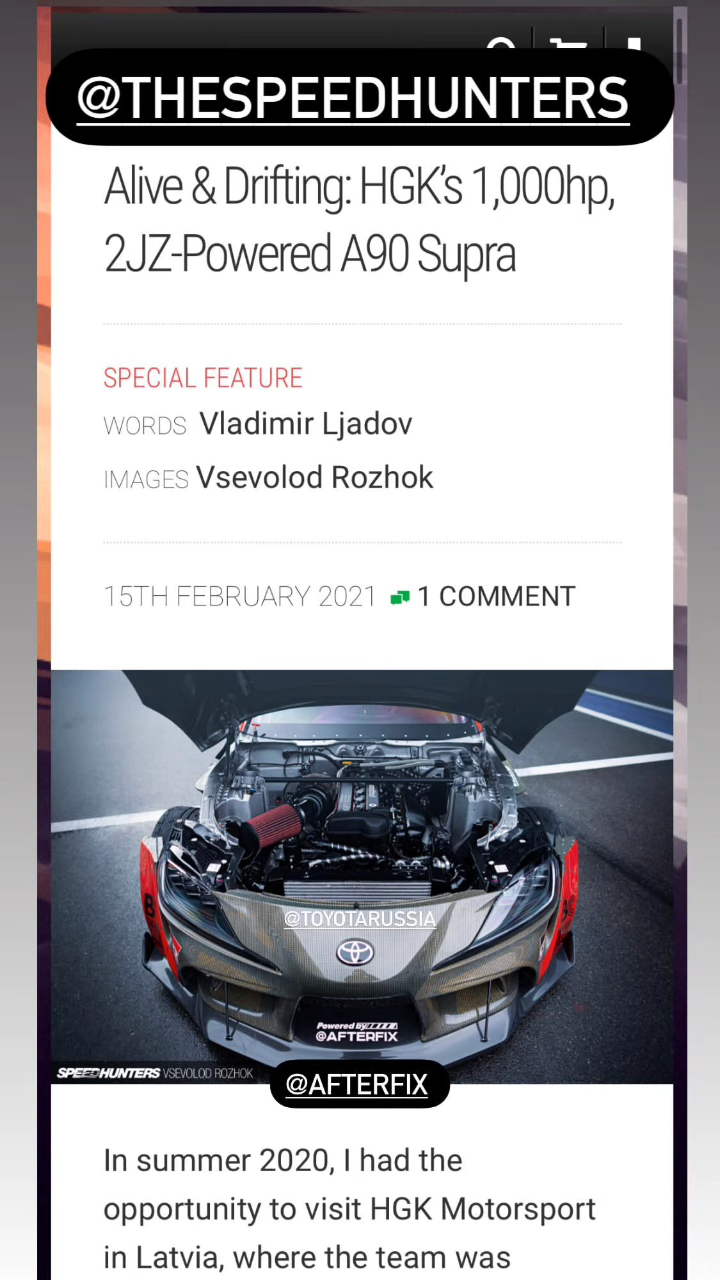 @THESPEEDHUNTERS
Alive & Drifting: HGK's 1,000hp,
2JZ-Powered A90 Supra
SPECIAL FEATURE
WORDS Vladimir Ljadov
IMAGES Vsevolod Rozhok
15TH FEBRUARY 2021 1 COMMENT
@TOYOTARUSSIA
Powered by
@AFTERFIX
SPEEDHUNTERS VSEVOLOD ROZHOK
@AFTERFIX
In summer 2020, I had the
opportunity to visit HGK Motorsport
in Latvia, where the team was